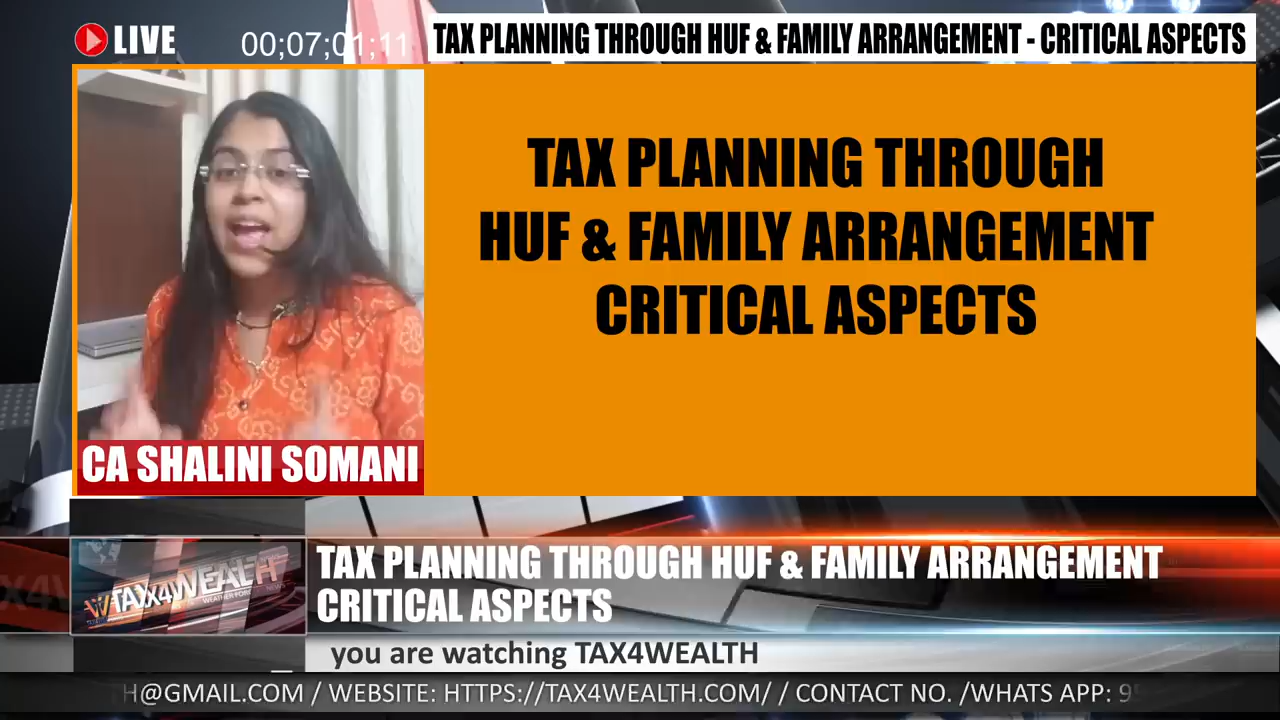 LIVE
00;07;01;11
TAX PLANNING THROUGH HUF & FAMILY ARRANGEMENT - CRITICAL ASPECTS
TAX PLANNING THROUGH
HUF & FAMILY ARRANGEMENT
CRITICAL ASPECTS
CA SHALINI SOMANI
TAX4WEALTH
TAX PLANNING THROUGH HUF & FAMILY ARRANGEMENT
CRITICAL ASPECTS
you are watching TAX4WEALTH
H@GMAIL.COM / WEBSITE: HTTPS://TAX4WEALTH.COM/ / CONTACT NO. /WHATS APP: 9